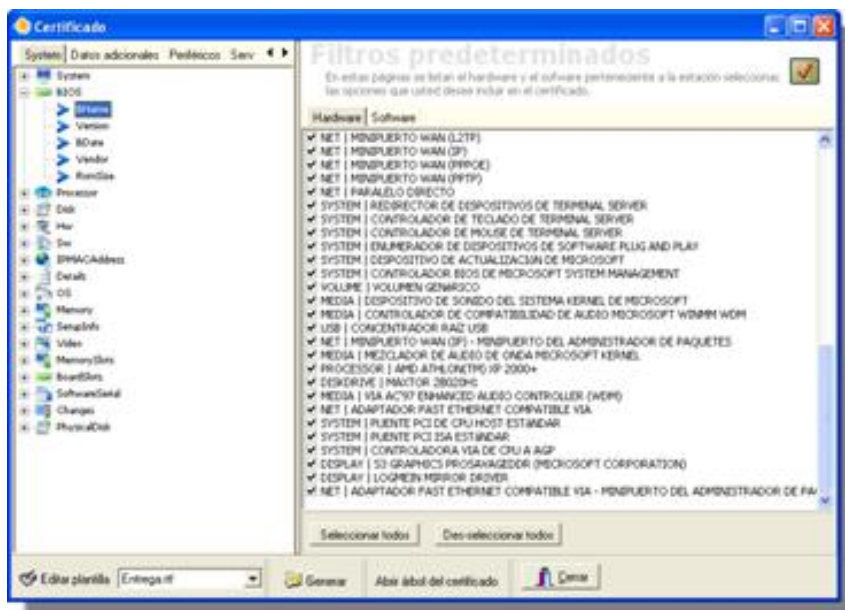 Certificado
System Datos adicionales Periféricos Serv
System
BIOS
BName
Version
BDate
Vendor
RomSize
Processor
Disk
Hw
Sw
IPMACAddress
Details
OS
Memory
SetupInfo
Video
MemorySlots
BoardSlots
SoftwareSerial
Changes
PhysicalDisk
Filtros predeterminados
En estas páginas se listan el hardware y el software perteneciente a la estación seleccionar
las opciones que usted desee incluir en el certificado.
Hardware Software
NET | MINIPUERTO WAN (L2TP)
NET | MINIPUERTO WAN (IP)
NET | MINIPUERTO WAN (PPPOE)
NET | MINIPUERTO WAN (PPTP)
NET | PARALELO DIRECTO
SYSTEM | REDIRECTOR DE DISPOSITIVOS DE TERMINAL SERVER
SYSTEM | CONTROLADOR DE TECLADO DE TERMINAL SERVER
SYSTEM | CONTROLADOR DE MOUSE DE TERMINAL SERVER
SYSTEM | ENUMERADOR DE DISPOSITIVOS DE SOFTWARE PLUG AND PLAY
SYSTEM | DISPOSITIVO DE ACTUALIZACIóN DE MICROSOFT
SYSTEM | CONTROLADOR BIOS DE MICROSOFT SYSTEM MANAGEMENT
VOLUME | VOLUMEN GENéRICO
MEDIA | DISPOSITIVO DE SONIDO DEL SISTEMA KERNEL DE MICROSOFT
MEDIA | CONTROLADOR DE COMPATIBILIDAD DE AUDIO MICROSOFT WINMM WDM
USB | CONCENTRADOR RAíZ USB
NET | MINIPUERTO WAN (IP) - MINIPUERTO DEL ADMINISTRADOR DE PAQUETES
MEDIA | MEZCLADOR DE AUDIO DE ONDA MICROSOFT KERNEL
PROCESSOR | AMD ATHLON(TM) XP 2000+
DISKDRIVE | MAXTOR 2B020H1
MEDIA | VIA AC'97 ENHANCED AUDIO CONTROLLER (WDM)
NET | ADAPTADOR FAST ETHERNET COMPATIBLE VIA
SYSTEM | PUENTE PCI DE CPU HOST ESTáNDAR
SYSTEM | PUENTE PCI ISA ESTáNDAR
SYSTEM | CONTROLADORA VIA DE CPU A AGP
DISPLAY | S3 GRAPHICS PROSAVAGEDDR (MICROSOFT CORPORATION)
DISPLAY | LOGMEIN MIRROR DRIVER
NET | ADAPTADOR FAST ETHERNET COMPATIBLE VIA - MINIPUERTO DEL ADMINISTRADOR DE PA
Seleccionar todos Des-seleccionar todos
Editar plantilla Entrega.rtf Generar Abrir árbol del certificado Cerrar